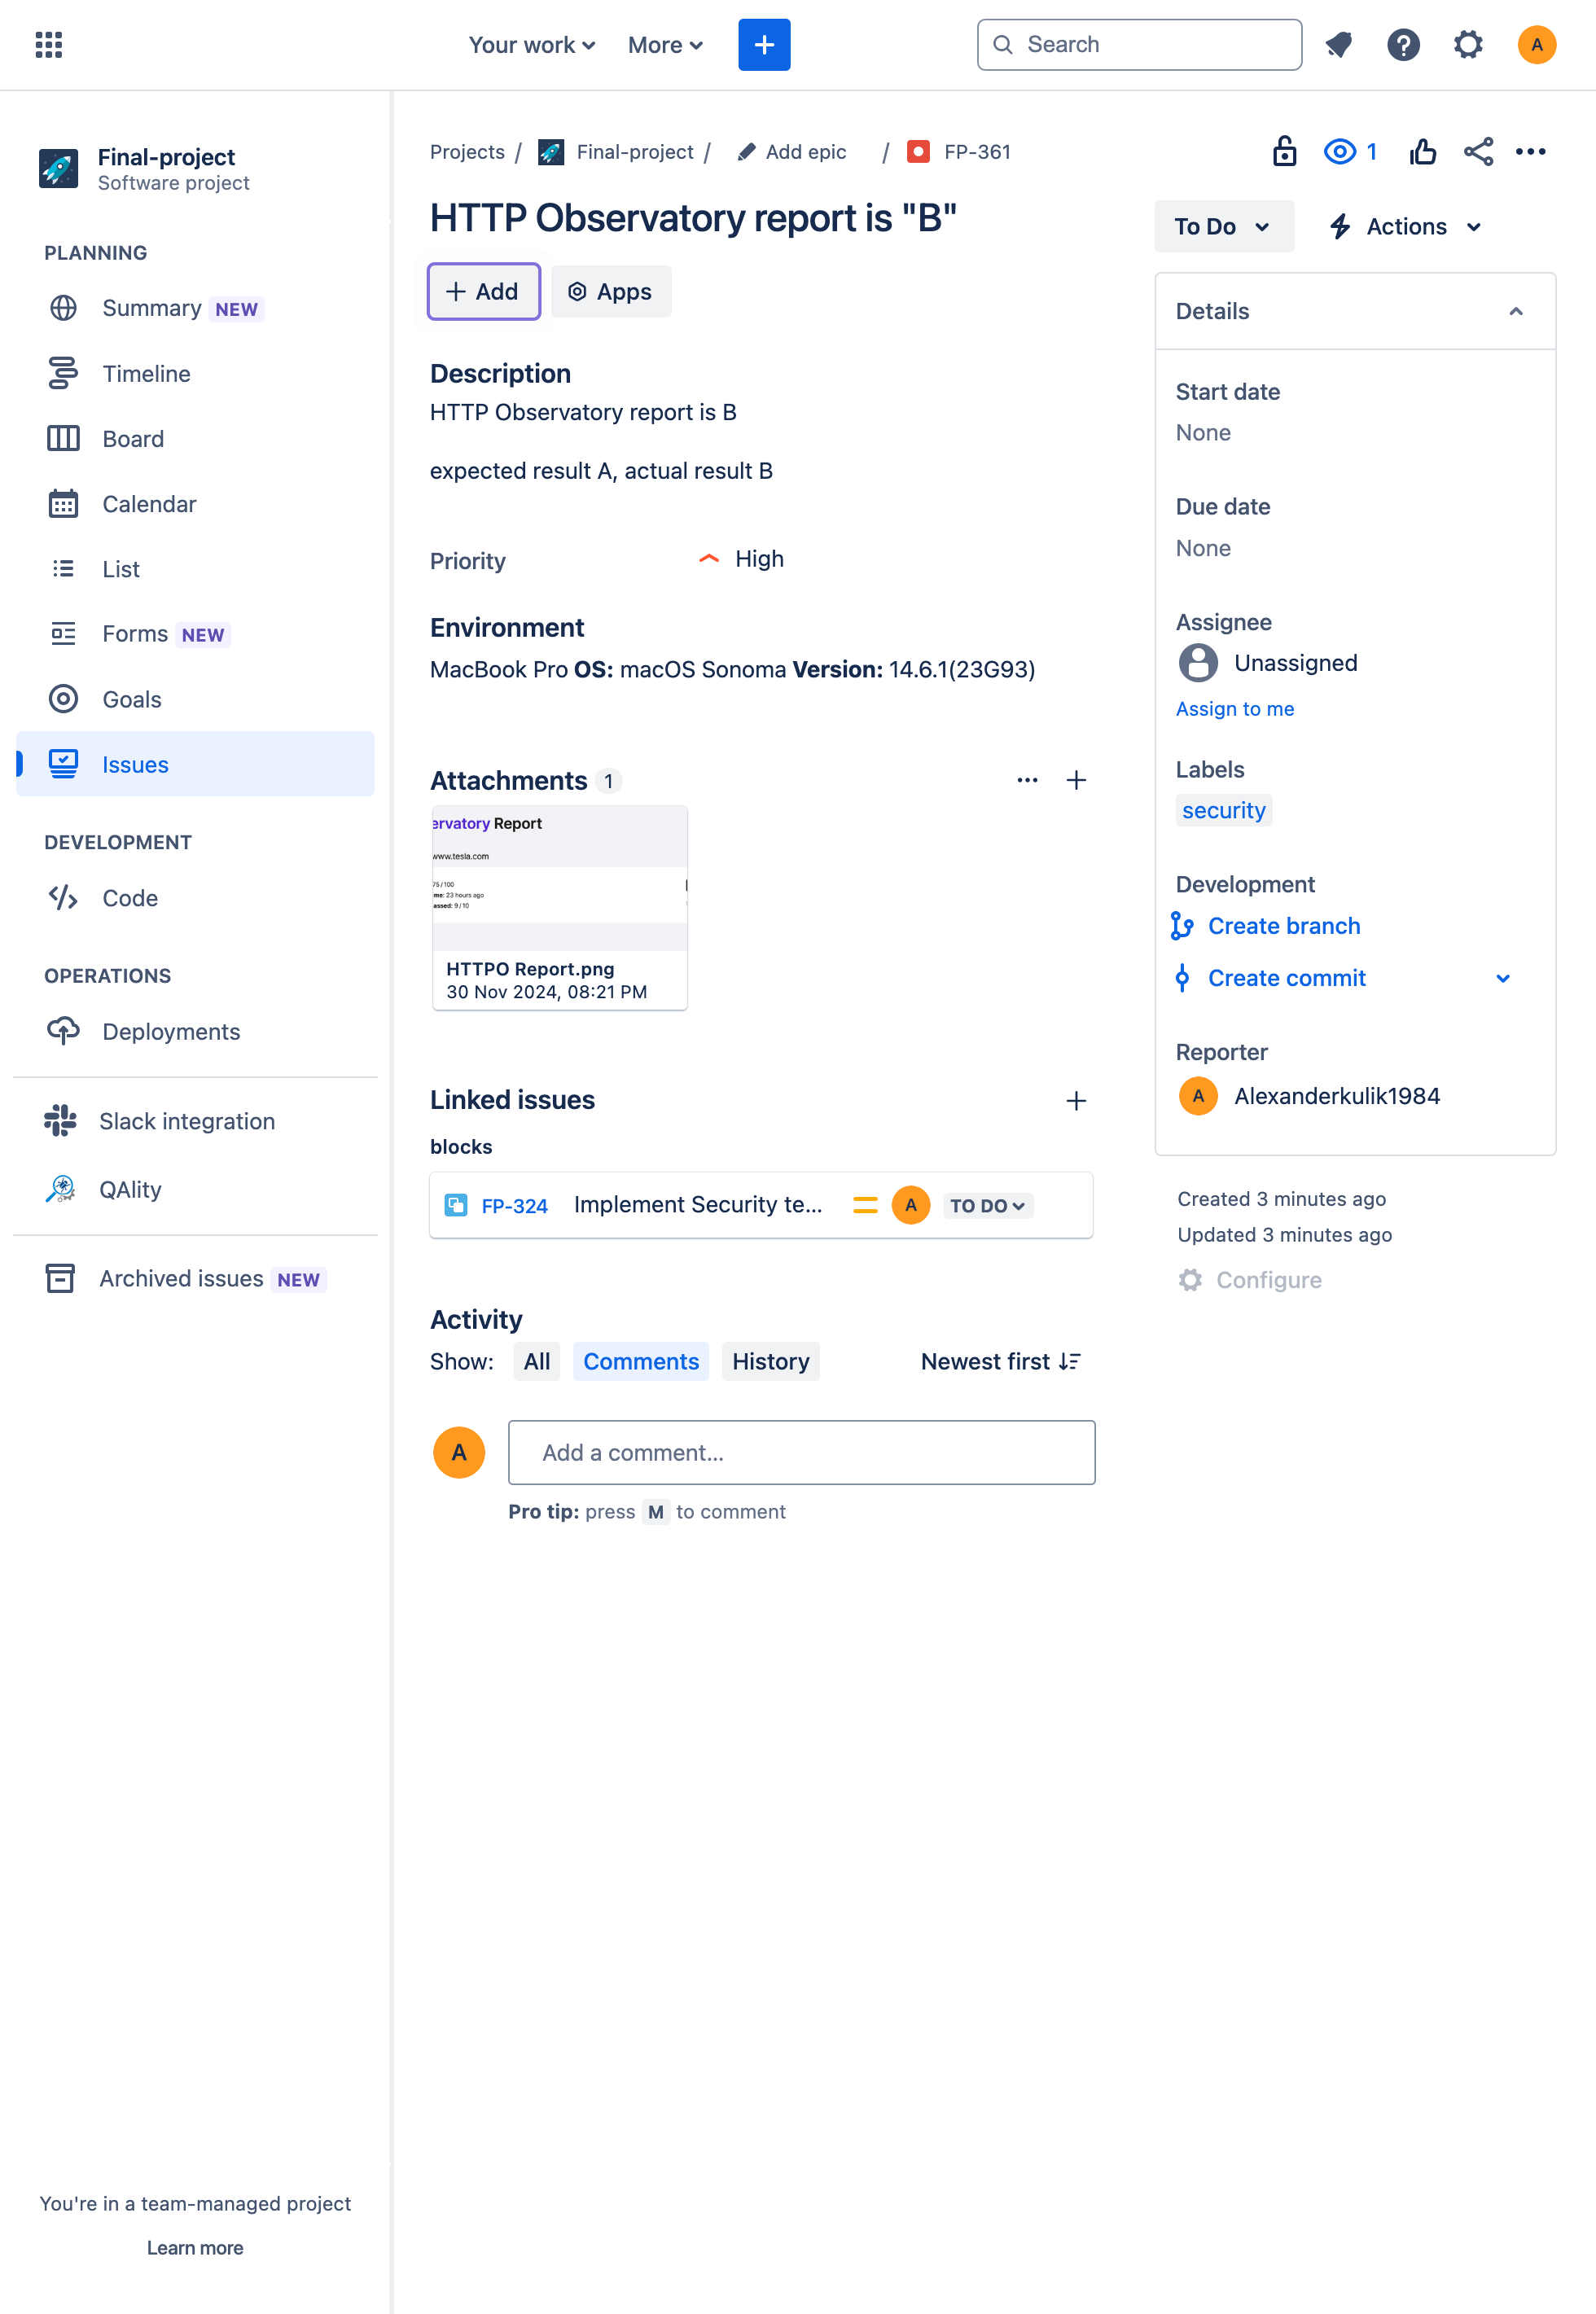 Your work
More
Search
A
Final-project
Software project
PLANNING
Summary NEW
Timeline
Board
Calendar
List
Forms NEW
Goals
Issues
DEVELOPMENT
Code
OPERATIONS
Deployments
Slack integration
QAlity
Archived issues NEW
You're in a team-managed project
Learn more
Projects / Final-project / Add epic / FP-361
1
HTTP Observatory report is "B"
Add
Apps
Description
HTTP Observatory report is B
expected result A, actual result B
Priority High
Environment
MacBook Pro OS: macOS Sonoma Version: 14.6.1(23G93)
Attachments 1
ervatory Report
www.tesla.com
75 / 100
me: 23 hours ago
assed: 9 / 10
HTTPO Report.png
30 Nov 2024, 08:21 PM
Linked issues
blocks
FP-324 Implement Security te... A TO DO
Activity
Show: All Comments History Newest first
A
Add a comment...
Pro tip: press M to comment
To Do
Actions
Details
Start date
None
Due date
None
Assignee
Unassigned
Assign to me
Labels
security
Development
Create branch
Create commit
Reporter
A Alexanderkulik1984
Created 3 minutes ago
Updated 3 minutes ago
Configure